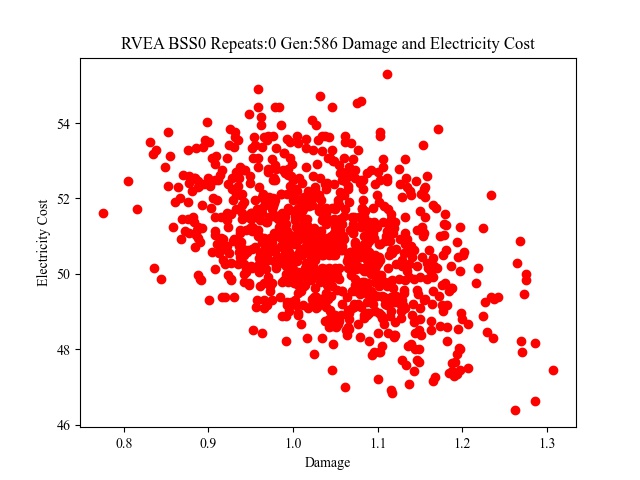 RVEA BSS0 Repeats:0 Gen:586 Damage and Electricity Cost
54
52
50
48
46
Electricity Cost
0.8 0.9 1.0 1.1 1.2 1.3
Damage